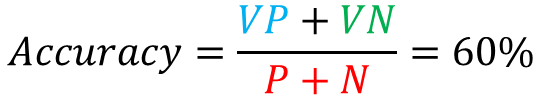 Accuracy = (VP + VN) / (P + N) = 60%